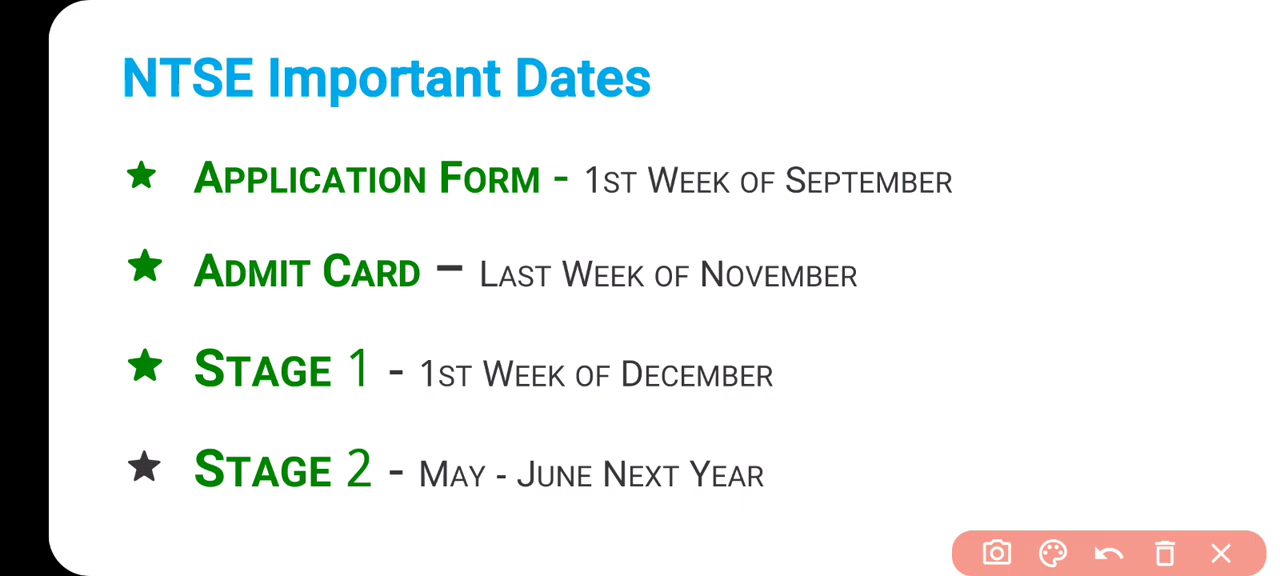 NTSE Important Dates
Application Form - 1st Week of September
Admit Card – Last Week of November
Stage 1 - 1st Week of December
Stage 2 - May - June Next Year